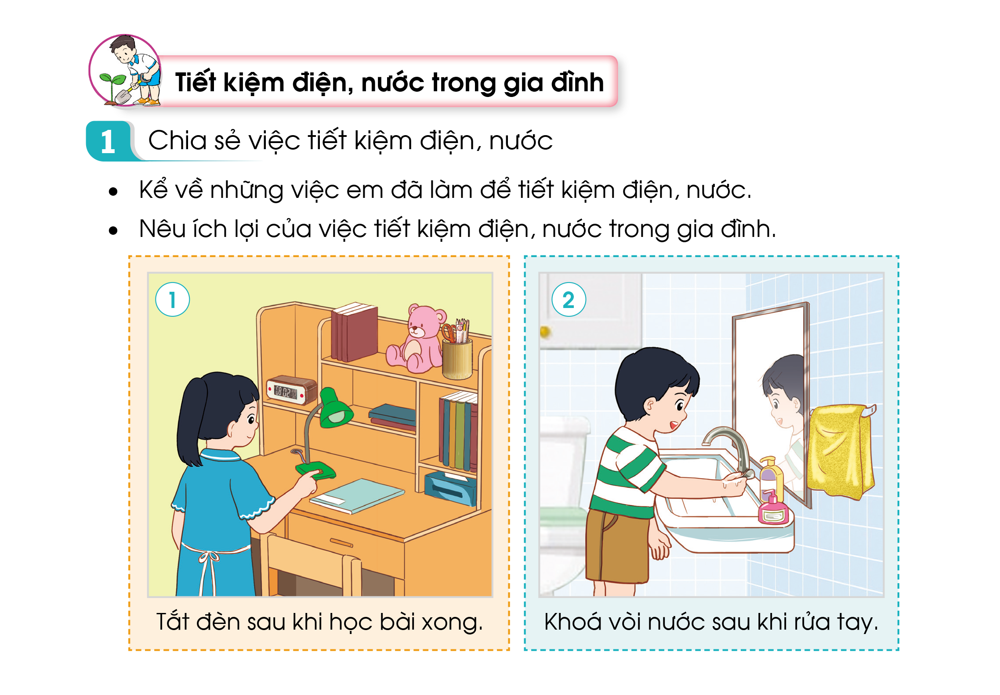 Tiết kiệm điện, nước trong gia đình
1 Chia sẻ việc tiết kiệm điện, nước
• Kể về những việc em đã làm để tiết kiệm điện, nước.
• Nêu ích lợi của việc tiết kiệm điện, nước trong gia đình.
1
08 02
Tắt đèn sau khi học bài xong.
2
Khoá vòi nước sau khi rửa tay.